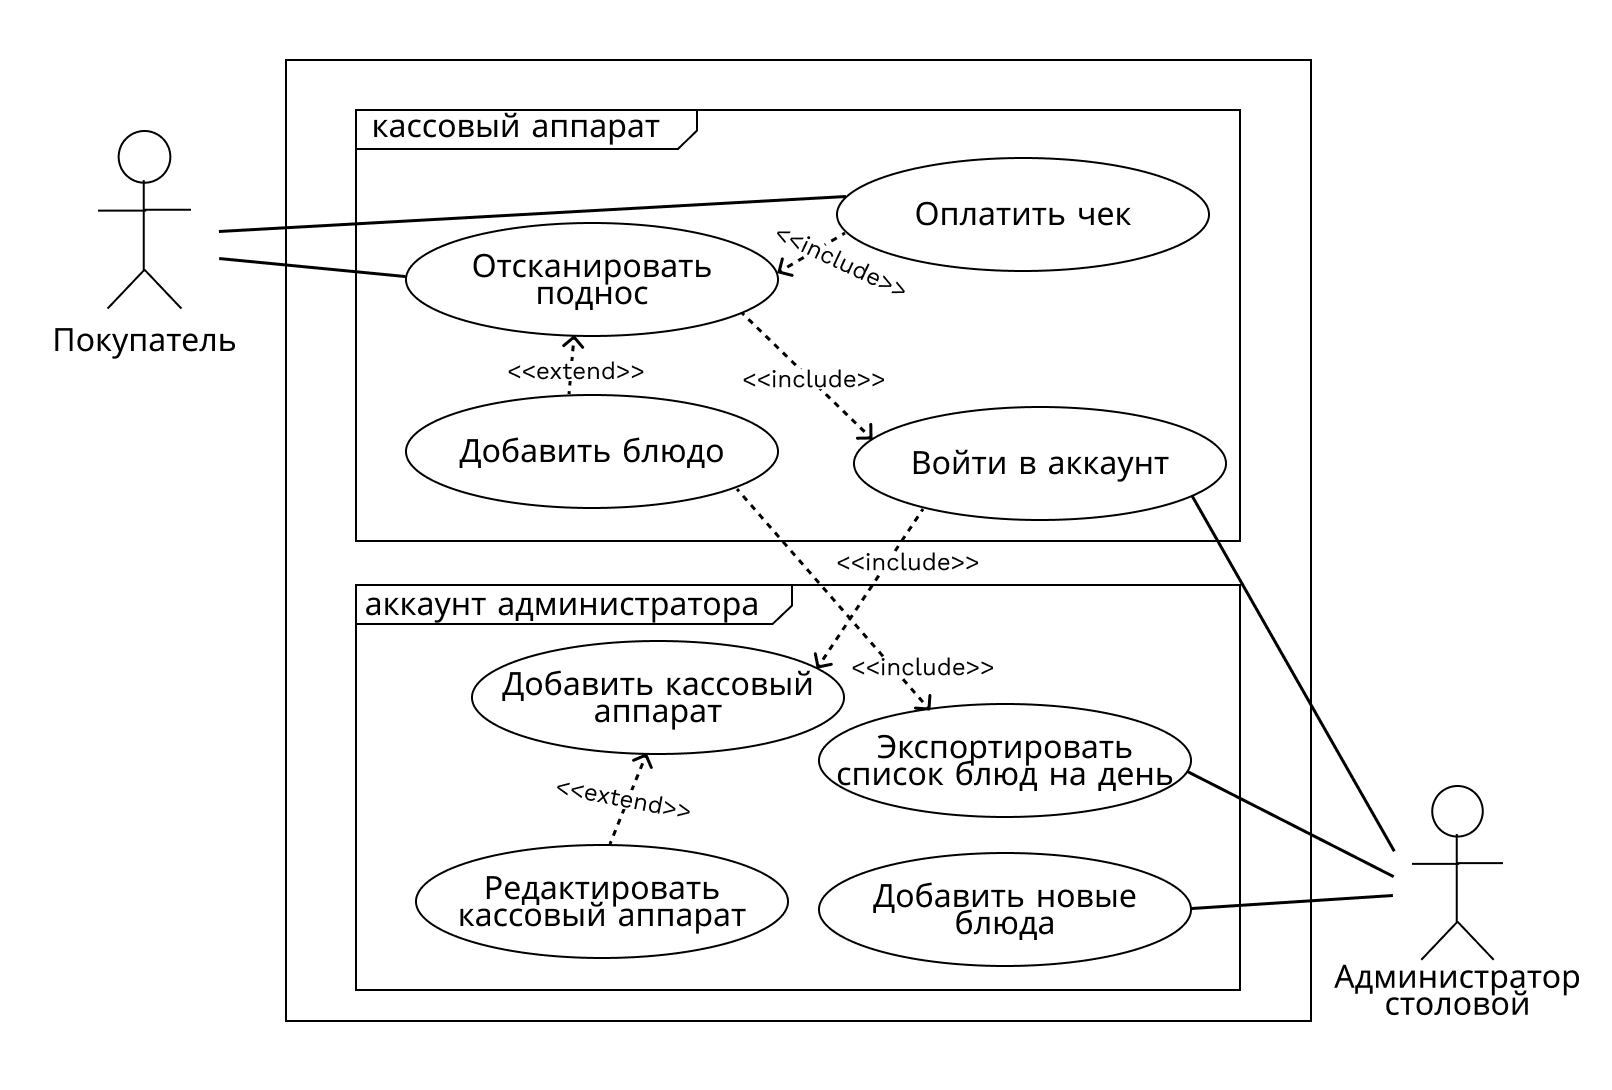 кассовый аппарат
Покупатель
Оплатить чек
<<include>>
Отсканировать
поднос
<<extend>>
<<include>>
Добавить блюдо
Войти в аккаунт
<<include>>
аккаунт администратора
<<include>>
Добавить кассовый
аппарат
Экспортировать
список блюд на день
<<extend>>
Редактировать
кассовый аппарат
Добавить новые
блюда
Администратор
столовой